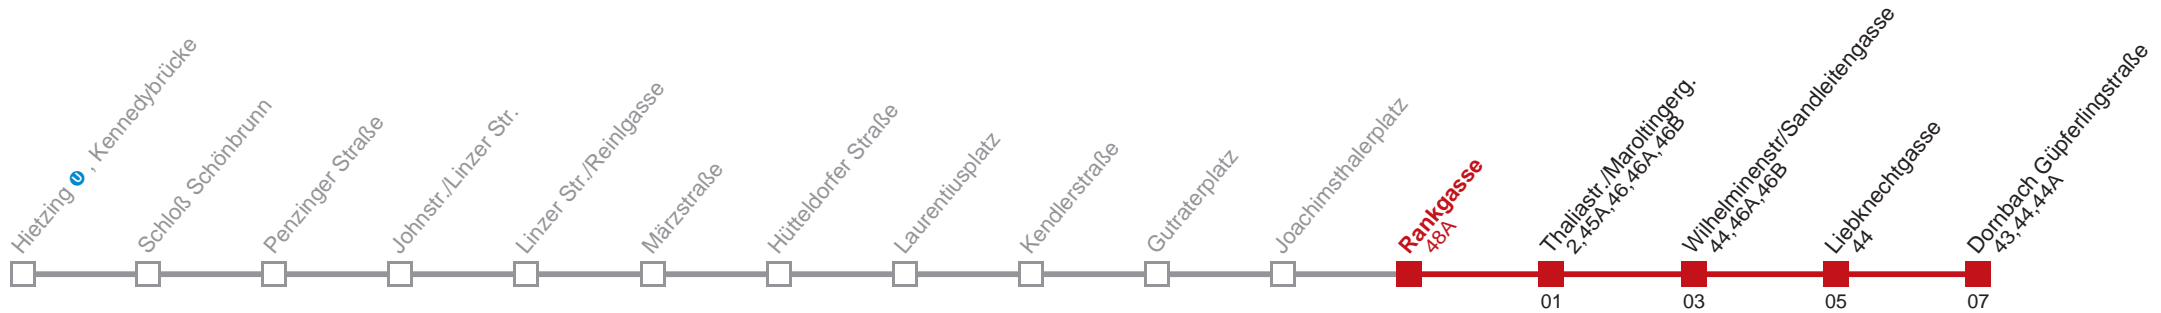 Hietzing U , Kennedybrücke
Schloß Schönbrunn
Penzinger Straße
Johnstr./Linzer Str.
Linzer Str./Reinlgasse
Märzstraße
Hütteldorfer Straße
Laurentiusplatz
Kendlerstraße
Gutraterplatz
Joachimsthalerplatz
Rankgasse
48A
Thaliastr./Maroltingerg.
2,45A,46,46A,46B
Wilhelminenstr/Sandleitengasse
44,46A,46B
Liebknechtgasse
44
Dornbach Güpferlingstraße
43,44,44A
01
03
05
07